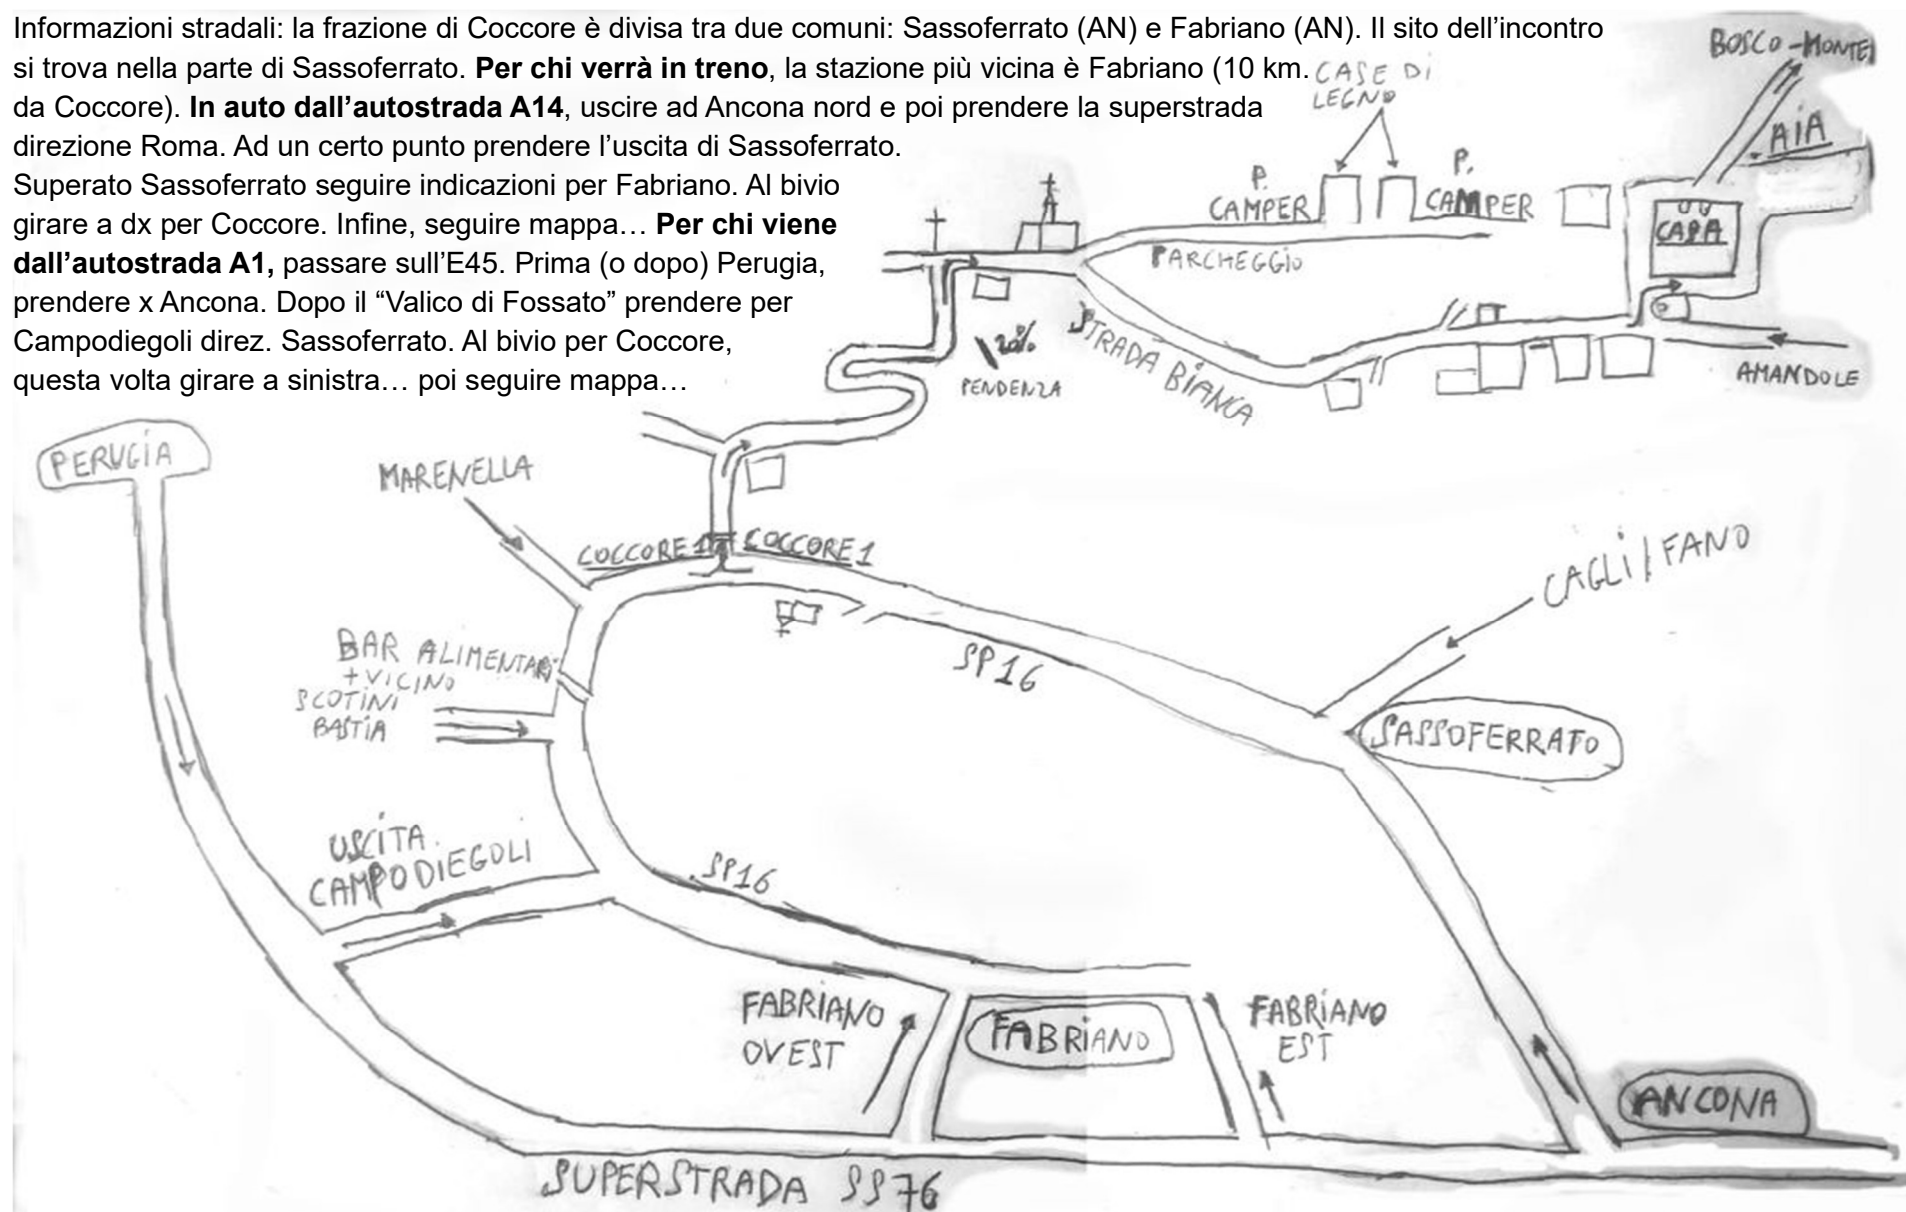 Informazioni stradali: la frazione di Coccore è divisa tra due comuni: Sassoferrato (AN) e Fabriano (AN). Il sito dell’incontro
si trova nella parte di Sassoferrato. Per chi verrà in treno, la stazione più vicina è Fabriano (10 km.
da Coccore). In auto dall’autostrada A14, uscire ad Ancona nord e poi prendere la superstrada
direzione Roma. Ad un certo punto prendere l’uscita di Sassoferrato.
Superato Sassoferrato seguire indicazioni per Fabriano. Al bivio
girare a dx per Coccore. Infine, seguire mappa… Per chi viene
dall’autostrada A1, passare sull’E45. Prima (o dopo) Perugia,
prendere x Ancona. Dopo il “Valico di Fossato” prendere per
Campodiegoli direz. Sassoferrato. Al bivio per Coccore,
questa volta girare a sinistra… poi seguire mappa…
BOSCO-MONTE
CASE DI
LEGNO
AIA
P.
CAMPER
P.
CAMPER
CASA
PARCHEGGIO
STRADA BIANCA
20%
PENDENZA
AMANDOLE
PERUGIA
MARENELLA
COCCORE 1
COCCORE 1
CAGLI/FANO
BAR ALIMENTARI
+ VICINO
SCOTINI
BASTIA
SP16
SASSOFERRATO
USCITA
CAMPODIEGOLI
SP16
FABRIANO
OVEST
FABRIANO
FABRIANO
EST
ANCONA
SUPERSTRADA SS76